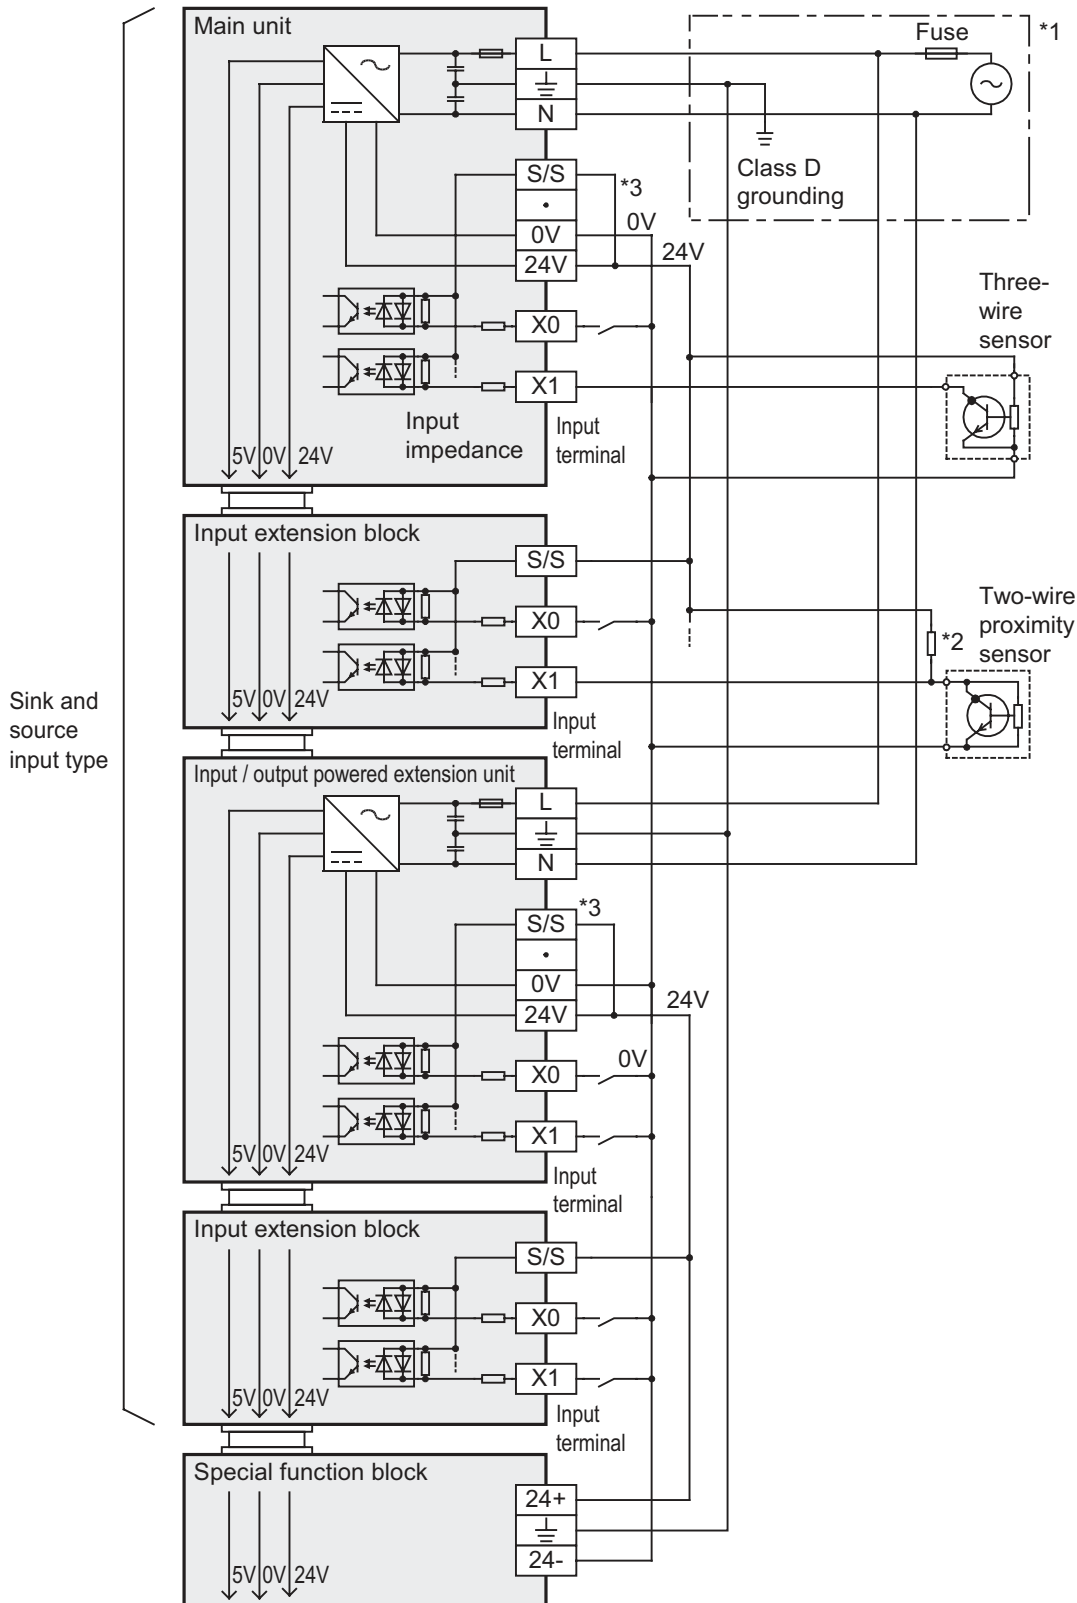 Main unit
Fuse
*1
L
N
Class D
grounding
S/S
*3
•
0V
0V
24V
24V
Three-
wire
sensor
X0
X1
Input
impedance
Input
terminal
5V 0V 24V
Input extension block
S/S
X0
Two-wire
proximity
sensor
*2
X1
Input
terminal
5V 0V 24V
Sink and
source
input type
Input / output powered extension unit
L
N
*3
S/S
•
0V
24V
24V
0V
X0
X1
5V 0V 24V
Input
terminal
Input extension block
S/S
X0
X1
5V 0V 24V
Input
terminal
Special function block
24+
24-
5V 0V 24V